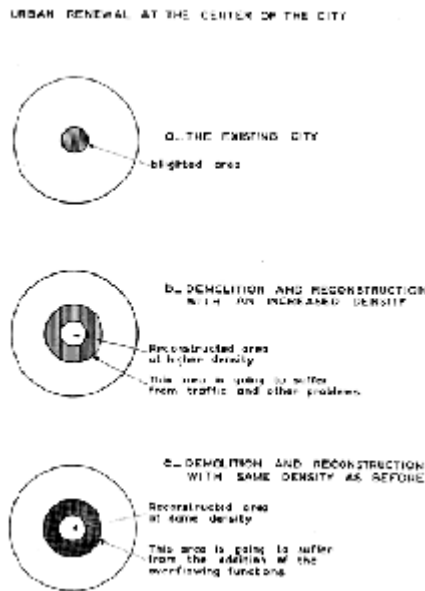 URBAN RENEWAL AT THE CENTER OF THE CITY
a_ THE EXISTING CITY
blighted area
b_ DEMOLITION AND RECONSTRUCTION
WITH AN INCREASED DENSITY
Reconstructed area
at higher density
This area is going to suffer
from traffic and other problems
c_ DEMOLITION AND RECONSTRUCTION
WITH SAME DENSITY AS BEFORE
Reconstructed area
at same density
This area is going to suffer
from the addition of the
overflowing functions